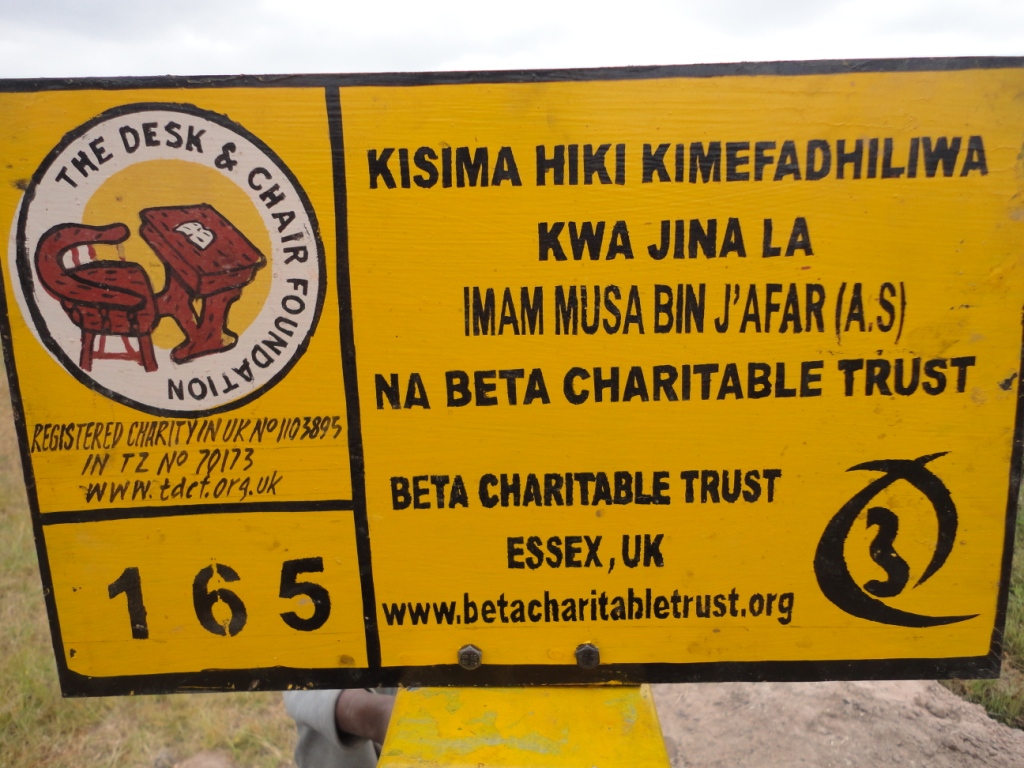 THE DESK & CHAIR FOUNDATION
REGISTERED CHARITY IN UK No 1103895
IN TZ No 70173
www.tdcf.org.uk
165
KISIMA HIKI KIMEFADHILIWA
KWA JINA LA
IMAM MUSA BIN J'AFAR (A.S)
NA BETA CHARITABLE TRUST
BETA CHARITABLE TRUST
ESSEX, UK
www.betacharitabletrust.org
3